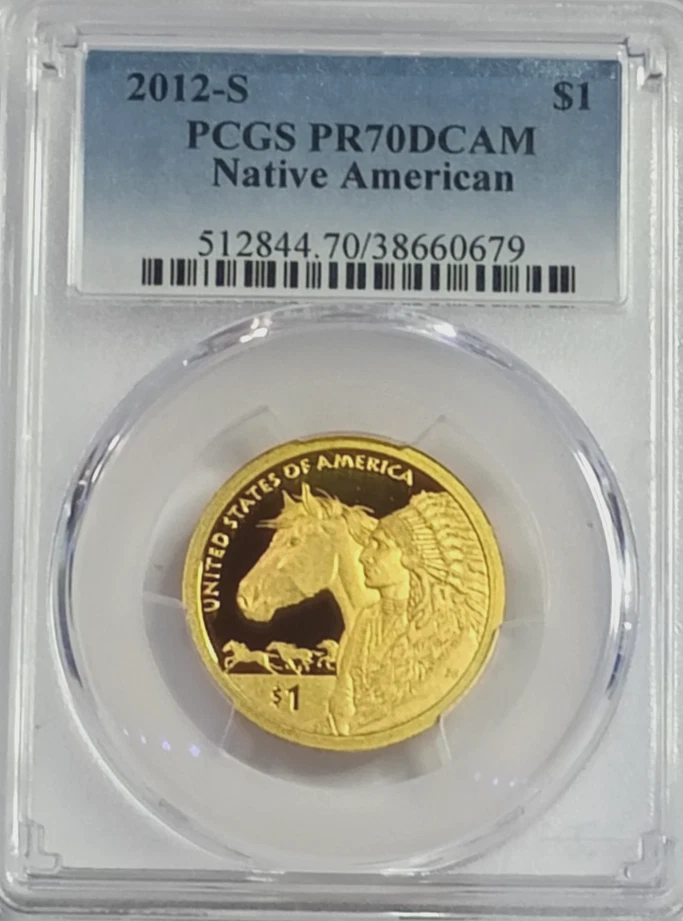 2012-S $1
PCGS PR70DCAM
Native American
512844.70/38660679
UNITED STATES OF AMERICA
$1